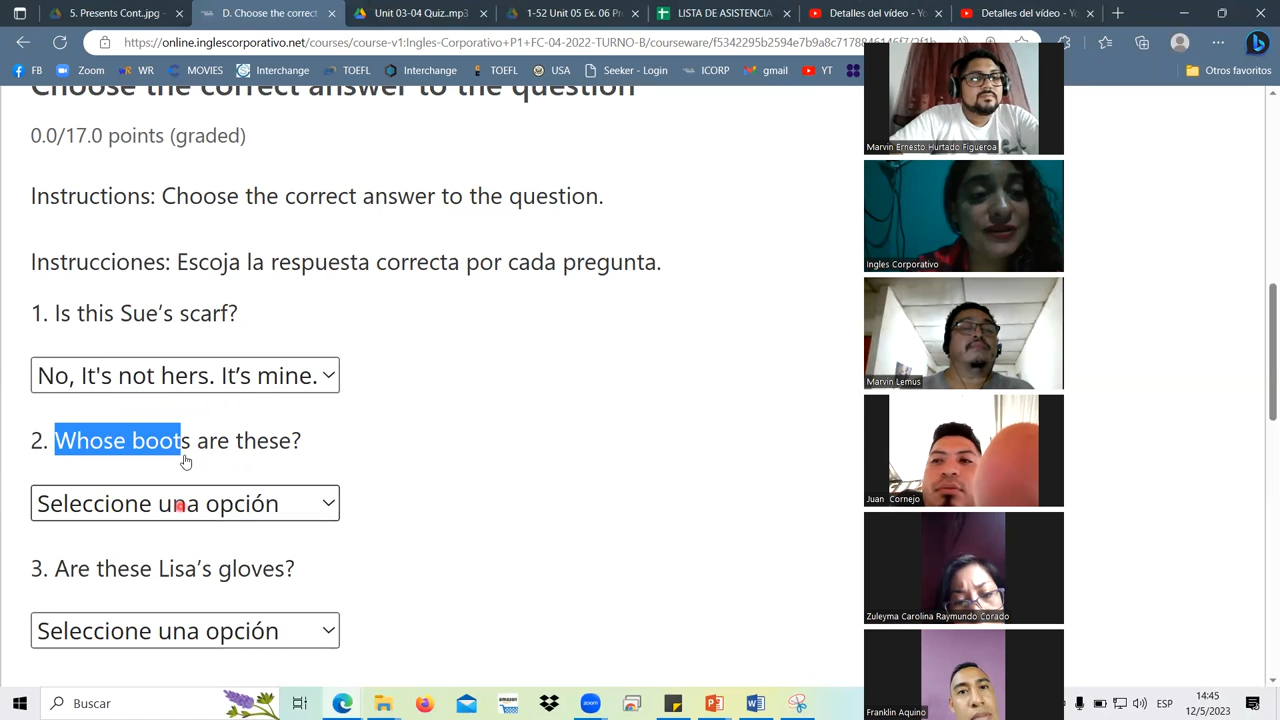 5. Presents Cont.jpg
D. Choose the correct
Unit 03-04 Quiz.mp3
1-52 Unit 05 Ex. 06 P
LISTA DE ASISTENCIA
Detalles del vídeo - Yo
Detalles del vídeo - Yo
https://online.inglescorporativo.net/courses/course-v1:Ingles-Corporativo+P1+FC-04-2022-TURNO-B/courseware/f5342295b2594e7b9a8c7178846146f7/2f1b
FB
Zoom
WR
MOVIES
Interchange
TOEFL
Interchange
TOEFL
USA
Seeker - Login
ICORP
gmail
YT
Otros favoritos
Choose the correct answer to the question
0.0/17.0 points (graded)
Instructions: Choose the correct answer to the question.
Instrucciones: Escoja la respuesta correcta por cada pregunta.
1. Is this Sue’s scarf?
No, It's not hers. It’s mine.
2. Whose boots are these?
Seleccione una opción
3. Are these Lisa’s gloves?
Seleccione una opción
Marvin Ernesto Hurtado Figueroa
Ingles Corporativo
Marvin Lemus
Juan Cornejo
Zuleyma Carolina Raymundo Corado
Franklin Aquino
Buscar
amazon
zoom
ESP
14:45
1/5/2023